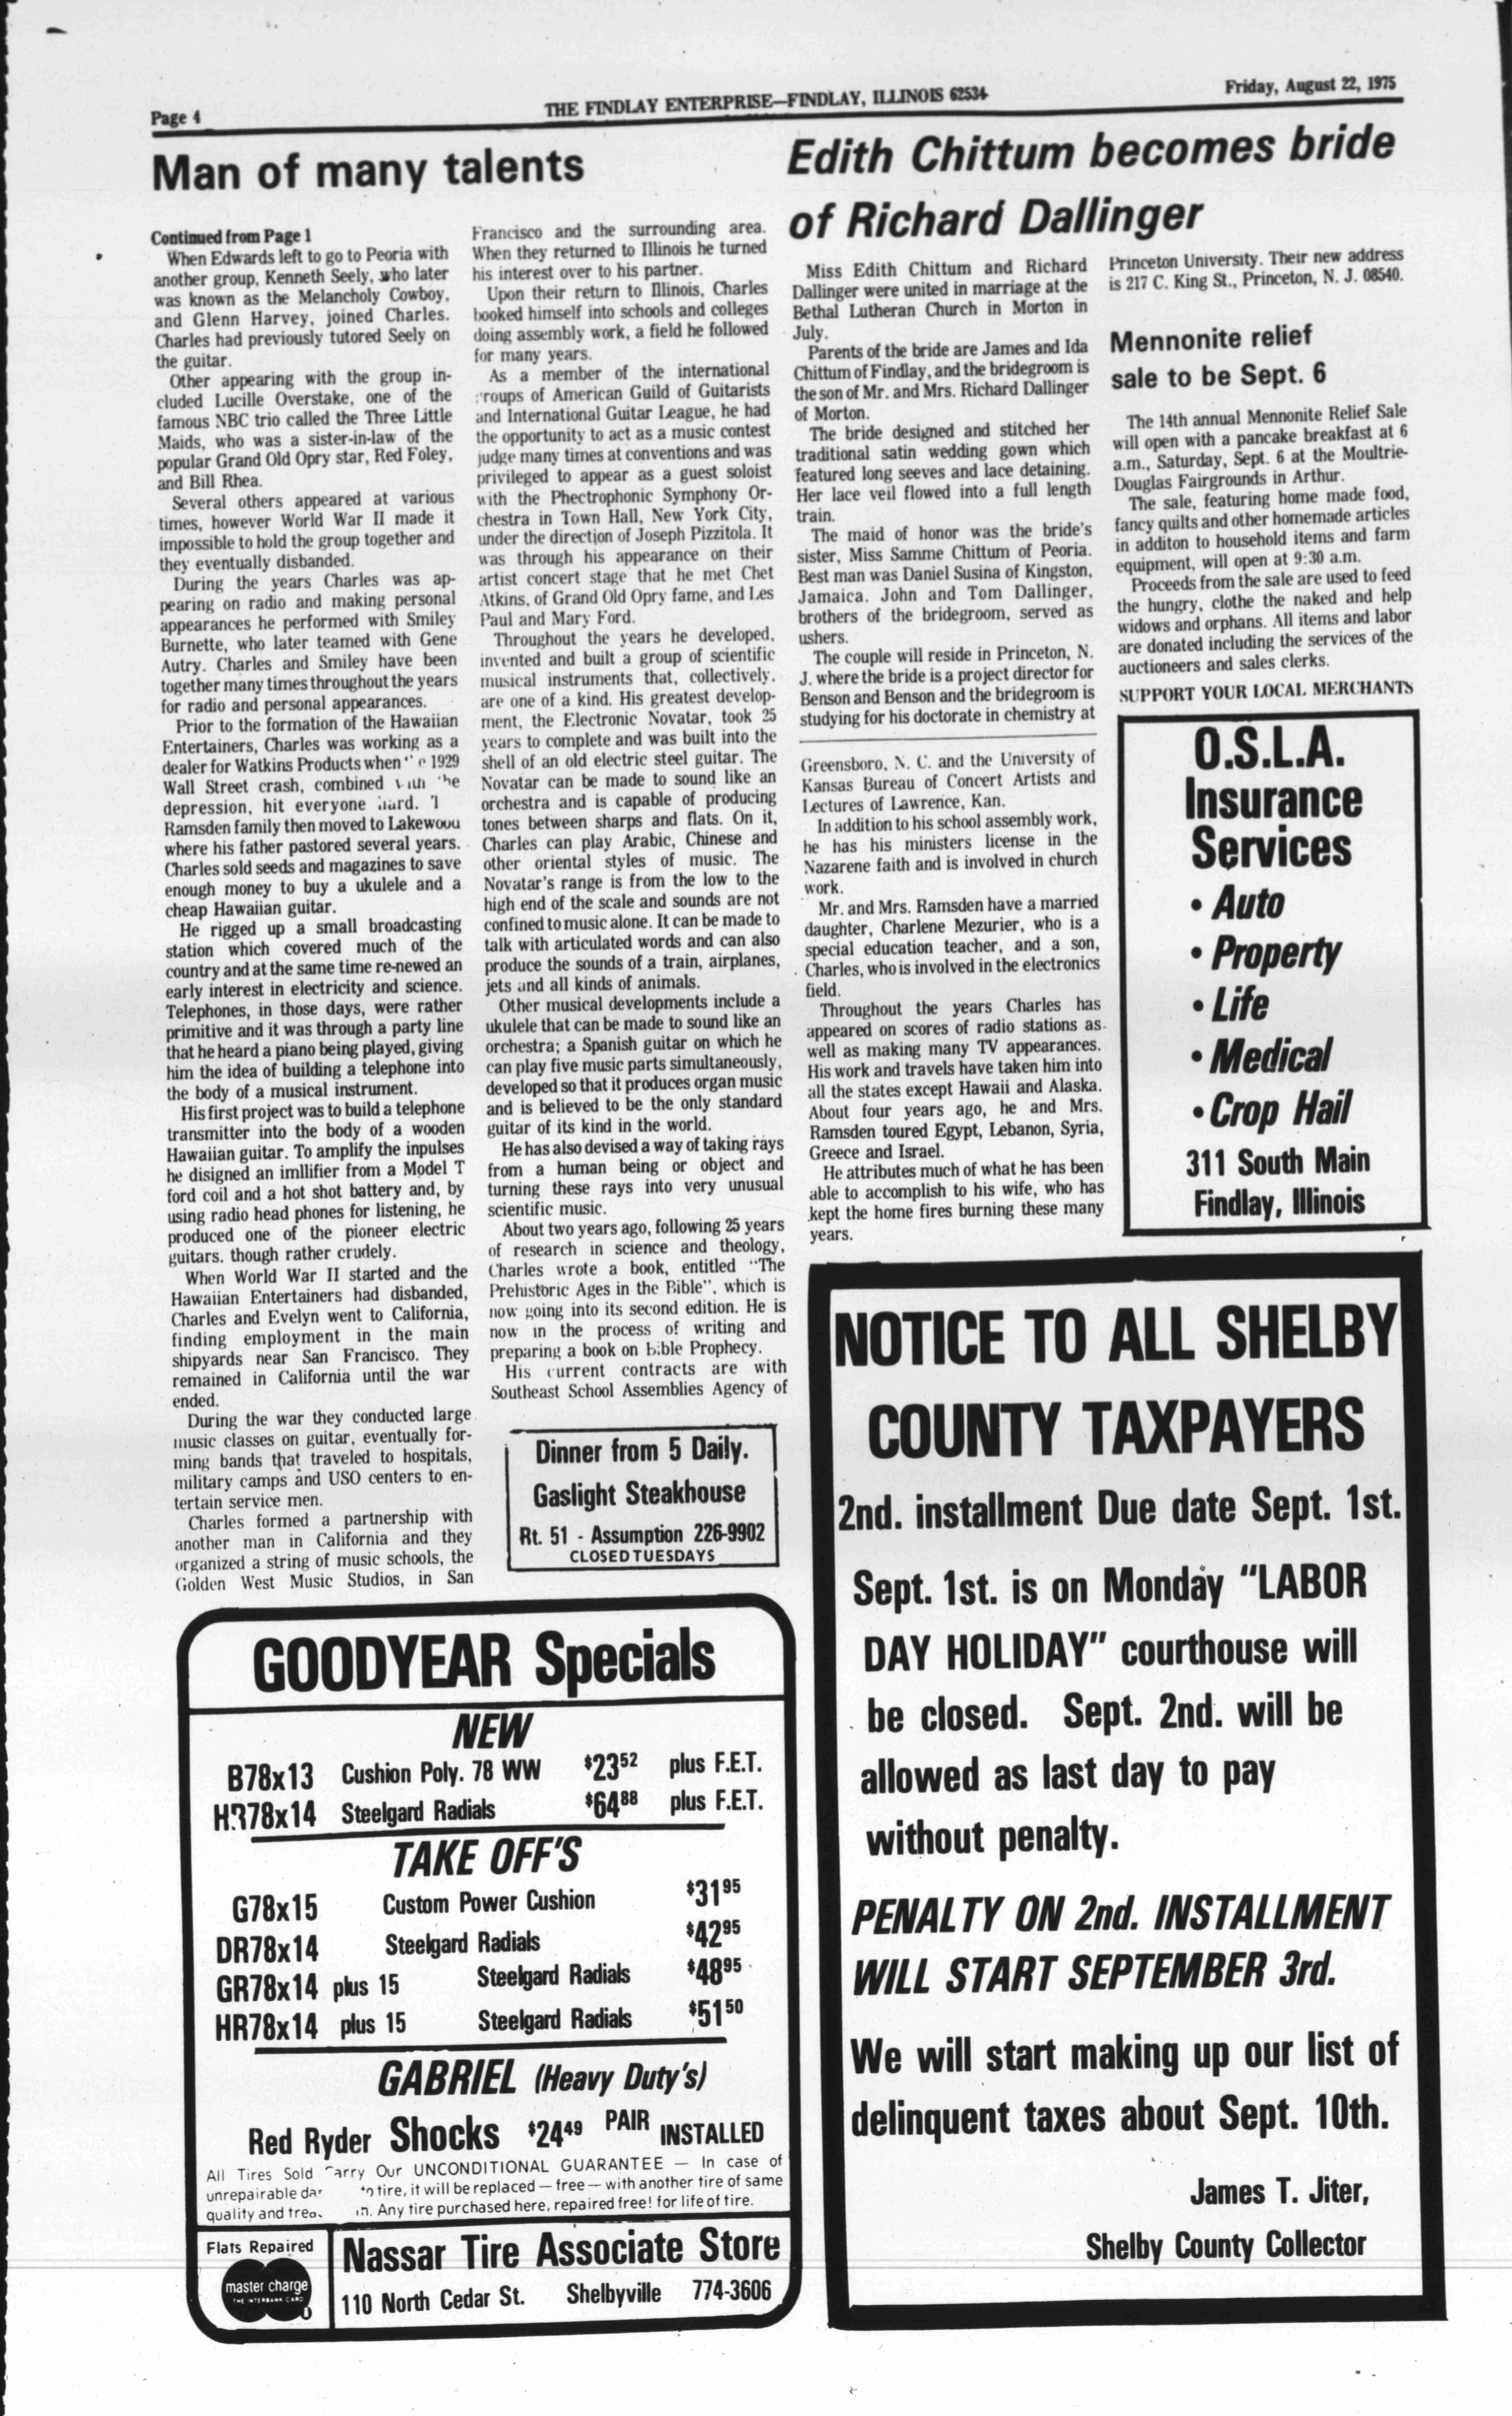 Page 4
THE FINDLAY ENTERPRISE—FINDLAY, ILLINOIS 62534
Friday, August 22, 1975
Man of many talents
Continued from Page 1
When Edwards left to go to Peoria with
another group, Kenneth Seely, who later
was known as the Melancholy Cowboy,
and Glenn Harvey, joined Charles.
Charles had previously tutored Seely on
the guitar.
Other appearing with the group in-
cluded Lucille Overstake, one of the
famous NBC trio called the Three Little
Maids, who was a sister-in-law of the
popular Grand Old Opry star, Red Foley,
and Bill Rhea.
Several others appeared at various
times, however World War II made it
impossible to hold the group together and
they eventually disbanded.
During the years Charles was ap-
pearing on radio and making personal
appearances he performed with Smiley
Burnette, who later teamed with Gene
Autry. Charles and Smiley have been
together many times throughout the years
for radio and personal appearances.
Prior to the formation of the Hawaiian
Entertainers, Charles was working as a
dealer for Watkins Products when 1929
Wall Street crash, combined
depression, hit everyone
Ramsden family then moved to Lakewood
where his father pastored several years.
Charles sold seeds and magazines to save
enough money to buy a ukulele and a
cheap Hawaiian guitar.
He rigged up a small broadcasting
station which covered much of the
country and at the same time re-newed an
early interest in electricity and science.
Telephones, in those days, were rather
primitive and it was through a party line
that he heard a piano being played, giving
him the idea of building a telephone into
the body of a musical instrument.
His first project was to build a telephone
transmitter into the body of a wooden
Hawaiian guitar. To amplify the inpulses
he disigned an imllifier from a Model T
ford coil and a hot shot battery and, by
using radio head phones for listening, he
produced one of the pioneer electric
guitars. though rather crudely.
When World War II started and the
Hawaiian Entertainers had disbanded,
Charles and Evelyn went to California,
finding employment in the main
shipyards near San Francisco. They
remained in California until the war
ended.
During the war they conducted large
music classes on guitar, eventually for-
ming bands that traveled to hospitals,
military camps and USO centers to en-
tertain service men.
Charles formed a partnership with
another man in California and they
organized a string of music schools, the
Golden West Music Studios, in San
Francisco and the surrounding area.
When they returned to Illinois he turned
his interest over to his partner.
Upon their return to Illinois, Charles
booked himself into schools and colleges
doing assembly work, a field he followed
for many years.
As a member of the international
groups of American Guild of Guitarists
and International Guitar League, he had
the opportunity to act as a music contest
judge many times at conventions and was
privileged to appear as a guest soloist
with the Phectrophonic Symphony Or-
chestra in Town Hall, New York City,
under the direction of Joseph Pizzitola. It
was through his appearance on their
artist concert stage that he met Chet
Atkins, of Grand Old Opry fame, and Les
Paul and Mary Ford.
Throughout the years he developed,
invented and built a group of scientific
musical instruments that, collectively.
are one of a kind. His greatest develop-
ment, the Electronic Novatar, took 25
years to complete and was built into the
shell of an old electric steel guitar. The
Novatar can be made to sound like an
orchestra and is capable of producing
tones between sharps and flats. On it,
Charles can play Arabic, Chinese and
other oriental styles of music. The
Novatar's range is from the low to the
high end of the scale and sounds are not
confined to music alone. It can be made to
talk with articulated words and can also
produce the sounds of a train, airplanes,
jets and all kinds of animals.
Other musical developments include a
ukulele that can be made to sound like an
orchestra; a Spanish guitar on which he
can play five music parts simultaneously,
developed so that it produces organ music
and is believed to be the only standard
guitar of its kind in the world.
He has also devised a way of taking rays
from a human being or object and
turning these rays into very unusual
scientific music.
About two years ago, following 25 years
of research in science and theology,
Charles wrote a book, entitled "The
Prehistoric Ages in the Bible", which is
now going into its second edition. He is
now in the process of writing and
preparing a book on bible Prophecy.
His current contracts are with
Southeast School Assemblies Agency of
Greensboro, N. C. and the University of
Kansas Bureau of Concert Artists and
Lectures of Lawrence, Kan.
In addition to his school assembly work,
he has his ministers license in the
Nazarene faith and is involved in church
work.
Mr. and Mrs. Ramsden have a married
daughter, Charlene Mezurier, who is a
special education teacher, and a son,
Charles, who is involved in the electronics
field.
Throughout the years Charles has
appeared on scores of radio stations as
well as making many TV appearances.
His work and travels have taken him into
all the states except Hawaii and Alaska.
About four years ago, he and Mrs.
Ramsden toured Egypt, Lebanon, Syria,
Greece and Israel.
He attributes much of what he has been
able to accomplish to his wife, who has
kept the home fires burning these many
years.
Edith Chittum becomes bride
of Richard Dallinger
Miss Edith Chittum and Richard
Dallinger were united in marriage at the
Bethal Lutheran Church in Morton in
July.
Parents of the bride are James and Ida
Chittum of Findlay, and the bridegroom is
the son of Mr. and Mrs. Richard Dallinger
of Morton.
The bride designed and stitched her
traditional satin wedding gown which
featured long seeves and lace detaining.
Her lace veil flowed into a full length
train.
The maid of honor was the bride's
sister, Miss Samme Chittum of Peoria.
Best man was Daniel Susina of Kingston,
Jamaica. John and Tom Dallinger,
brothers of the bridegroom, served as
ushers.
The couple will reside in Princeton, N.
J. where the bride is a project director for
Benson and Benson and the bridegroom is
studying for his doctorate in chemistry at
Princeton University. Their new address
is 217 C. King St., Princeton, N. J. 08540.
Mennonite relief
sale to be Sept. 6
The 14th annual Mennonite Relief Sale
will open with a pancake breakfast at 6
a.m., Saturday, Sept. 6 at the Moultrie-
Douglas Fairgrounds in Arthur.
The sale, featuring home made food,
fancy quilts and other homemade articles
in additon to household items and farm
equipment, will open at 9:30 a.m.
Proceeds from the sale are used to feed
the hungry, clothe the naked and help
widows and orphans. All items and labor
are donated including the services of the
auctioneers and sales clerks.
SUPPORT YOUR LOCAL MERCHANTS
O.S.L.A.
Insurance
Services
• Auto
• Property
• Life
• Medical
• Crop Hail
311 South Main
Findlay, Illinois
Dinner from 5 Daily.
Gaslight Steakhouse
Rt. 51 - Assumption 226-9902
CLOSED TUESDAYS
GOODYEAR Specials
NEW
B78x13 Cushion Poly. 78 WW $23.52 plus F.E.T.
HR78x14 Steelgard Radials $64.88 plus F.E.T.
TAKE OFF'S
G78x15 Custom Power Cushion $31.95
DR78x14 Steelgard Radials $42.95
GR78x14 plus 15 Steelgard Radials $48.95
HR78x14 plus 15 Steelgard Radials $51.50
GABRIEL (Heavy Duty's)
Red Ryder Shocks $24.49 PAIR INSTALLED
All Tires Sold Carry Our UNCONDITIONAL GUARANTEE — In case of
unrepairable to tire, it will be replaced — free — with another tire of same
quality and Any tire purchased here, repaired free! for life of tire.
Flats Repaired
master charge
THE INTERBANK CARD
Nassar Tire Associate Store
110 North Cedar St. Shelbyville 774-3606
NOTICE TO ALL SHELBY
COUNTY TAXPAYERS
2nd. installment Due date Sept. 1st.
Sept. 1st. is on Monday "LABOR
DAY HOLIDAY" courthouse will
be closed. Sept. 2nd. will be
allowed as last day to pay
without penalty.
PENALTY ON 2nd. INSTALLMENT
WILL START SEPTEMBER 3rd.
We will start making up our list of
delinquent taxes about Sept. 10th.
James T. Jiter,
Shelby County Collector